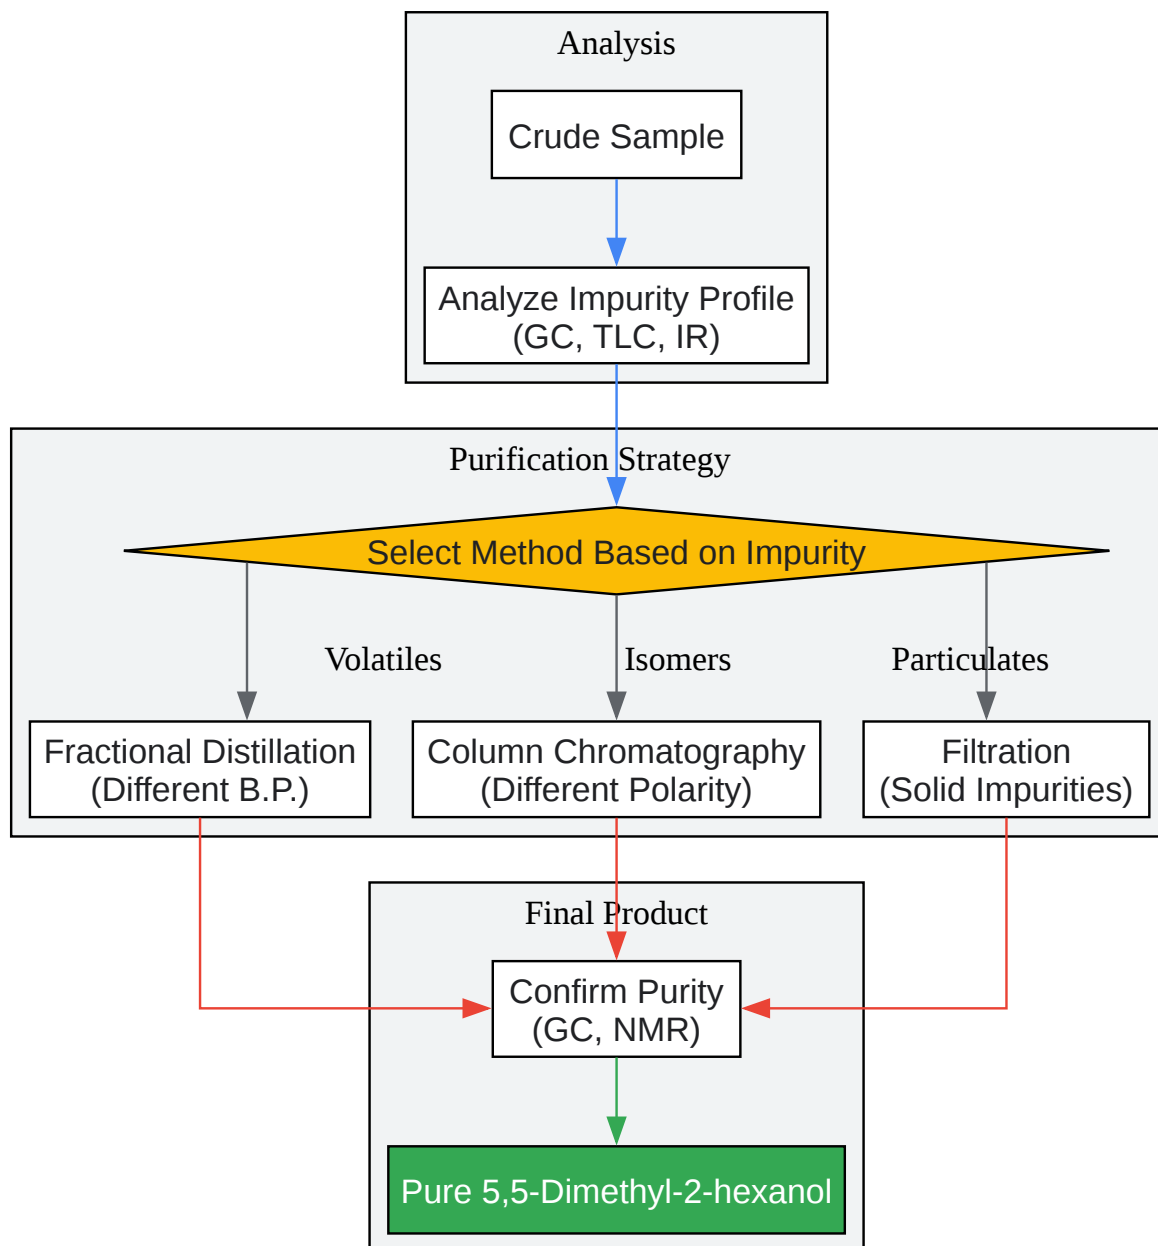 Analysis
Crude Sample
Analyze Impurity Profile
(GC, TLC, IR)
Purification Strategy
Select Method Based on Impurity
Volatiles
Isomers
Particulates
Fractional Distillation
(Different B.P.)
Column Chromatography
(Different Polarity)
Filtration
(Solid Impurities)
Final Product
Confirm Purity
(GC, NMR)
Pure 5,5-Dimethyl-2-hexanol